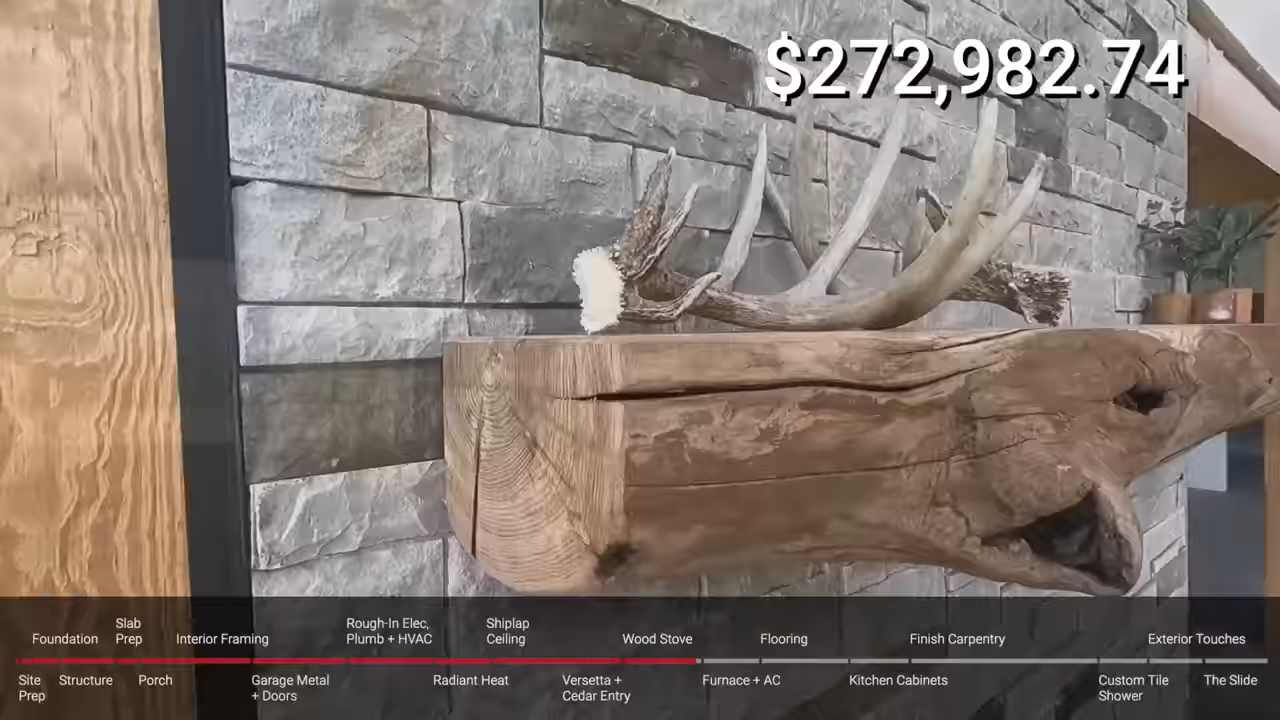 $272,982.74
Slab
Prep
Rough-In Elec,
Plumb + HVAC
Shiplap
Ceiling
Foundation
Interior Framing
Wood Stove
Flooring
Finish Carpentry
Exterior Touches
Site
Prep
Structure
Porch
Garage Metal
+ Doors
Radiant Heat
Versetta +
Cedar Entry
Furnace + AC
Kitchen Cabinets
Custom Tile
Shower
The Slide